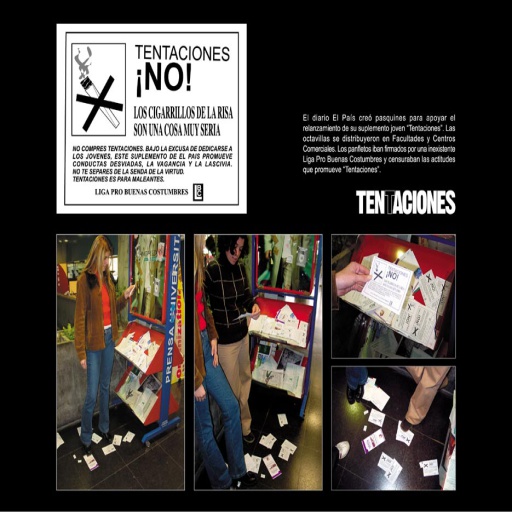 TENTACIONES
¡NO!
LOS CIGARRILLOS DE LA RISA
SON UNA COSA MUY SERIA
NO COMPRES TENTACIONES. BAJO LA EXCUSA DE DEDICARSE A
LOS JOVENES, ESTE SUPLEMENTO DE EL PAIS PROMUEVE
CONDUCTAS DESVIADAS, LA VAGANCIA Y LA LASCIVIA.
NO TE SEPARES DE LA SENDA DE LA VIRTUD.
TENTACIONES ES PARA MALEANTES.
LIGA PRO BUENAS COSTUMBRES
El diario El País creó pasquines para apoyar el
relanzamiento de su suplemento joven "Tentaciones". Las
octavillas se distribuyeron en Facultades y Centros
Comerciales. Los panfletos iban firmados por una inexistente
Liga Pro Buenas Costumbres y censuraban las actitudes
que promueve "Tentaciones".
TENTACIONES
PRENSA UNIVERSIT
¡NO!